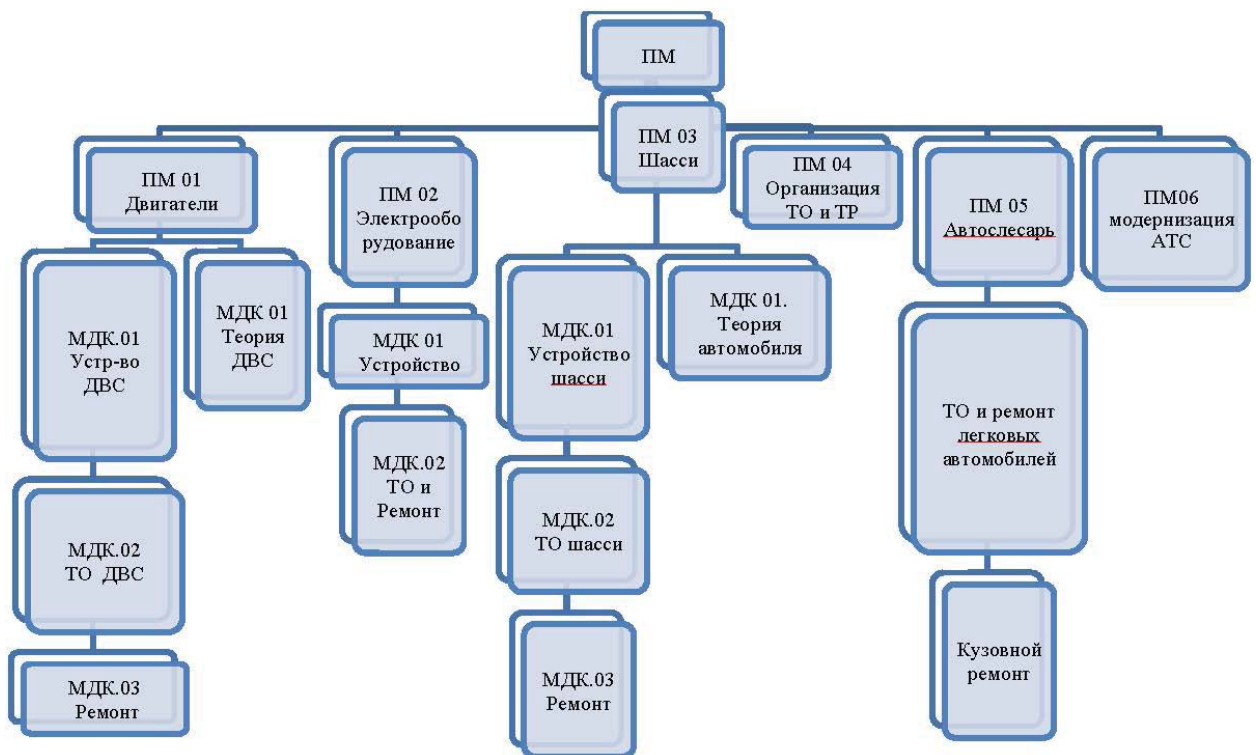 ПМ
ПМ 01
Двигатели
МДК.01
Устр-во
ДВС
МДК.02
ТО ДВС
МДК.03
Ремонт
МДК 01
Теория
ДВС
ПМ 02
Электрообо
рудование
МДК 01
Устройство
МДК.02
ТО и
Ремонт
ПМ 03
Шасси
МДК.01
Устройство
шасси
МДК.02
ТО шасси
МДК.03
Ремонт
МДК 01.
Теория
автомобиля
ПМ 04
Организация
ТО и ТР
ПМ 05
Автослесарь
ТО и ремонт
легковых
автомобилей
Кузовной
ремонт
ПМ06
модернизация
АТС